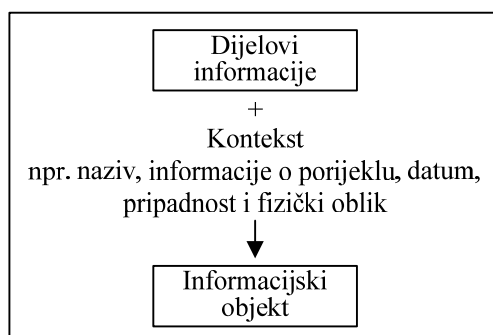 Dijelovi
informacije
+
Kontekst
npr. naziv, informacije o porijeklu, datum,
pripadnost i fizički oblik
Informacijski
objekt